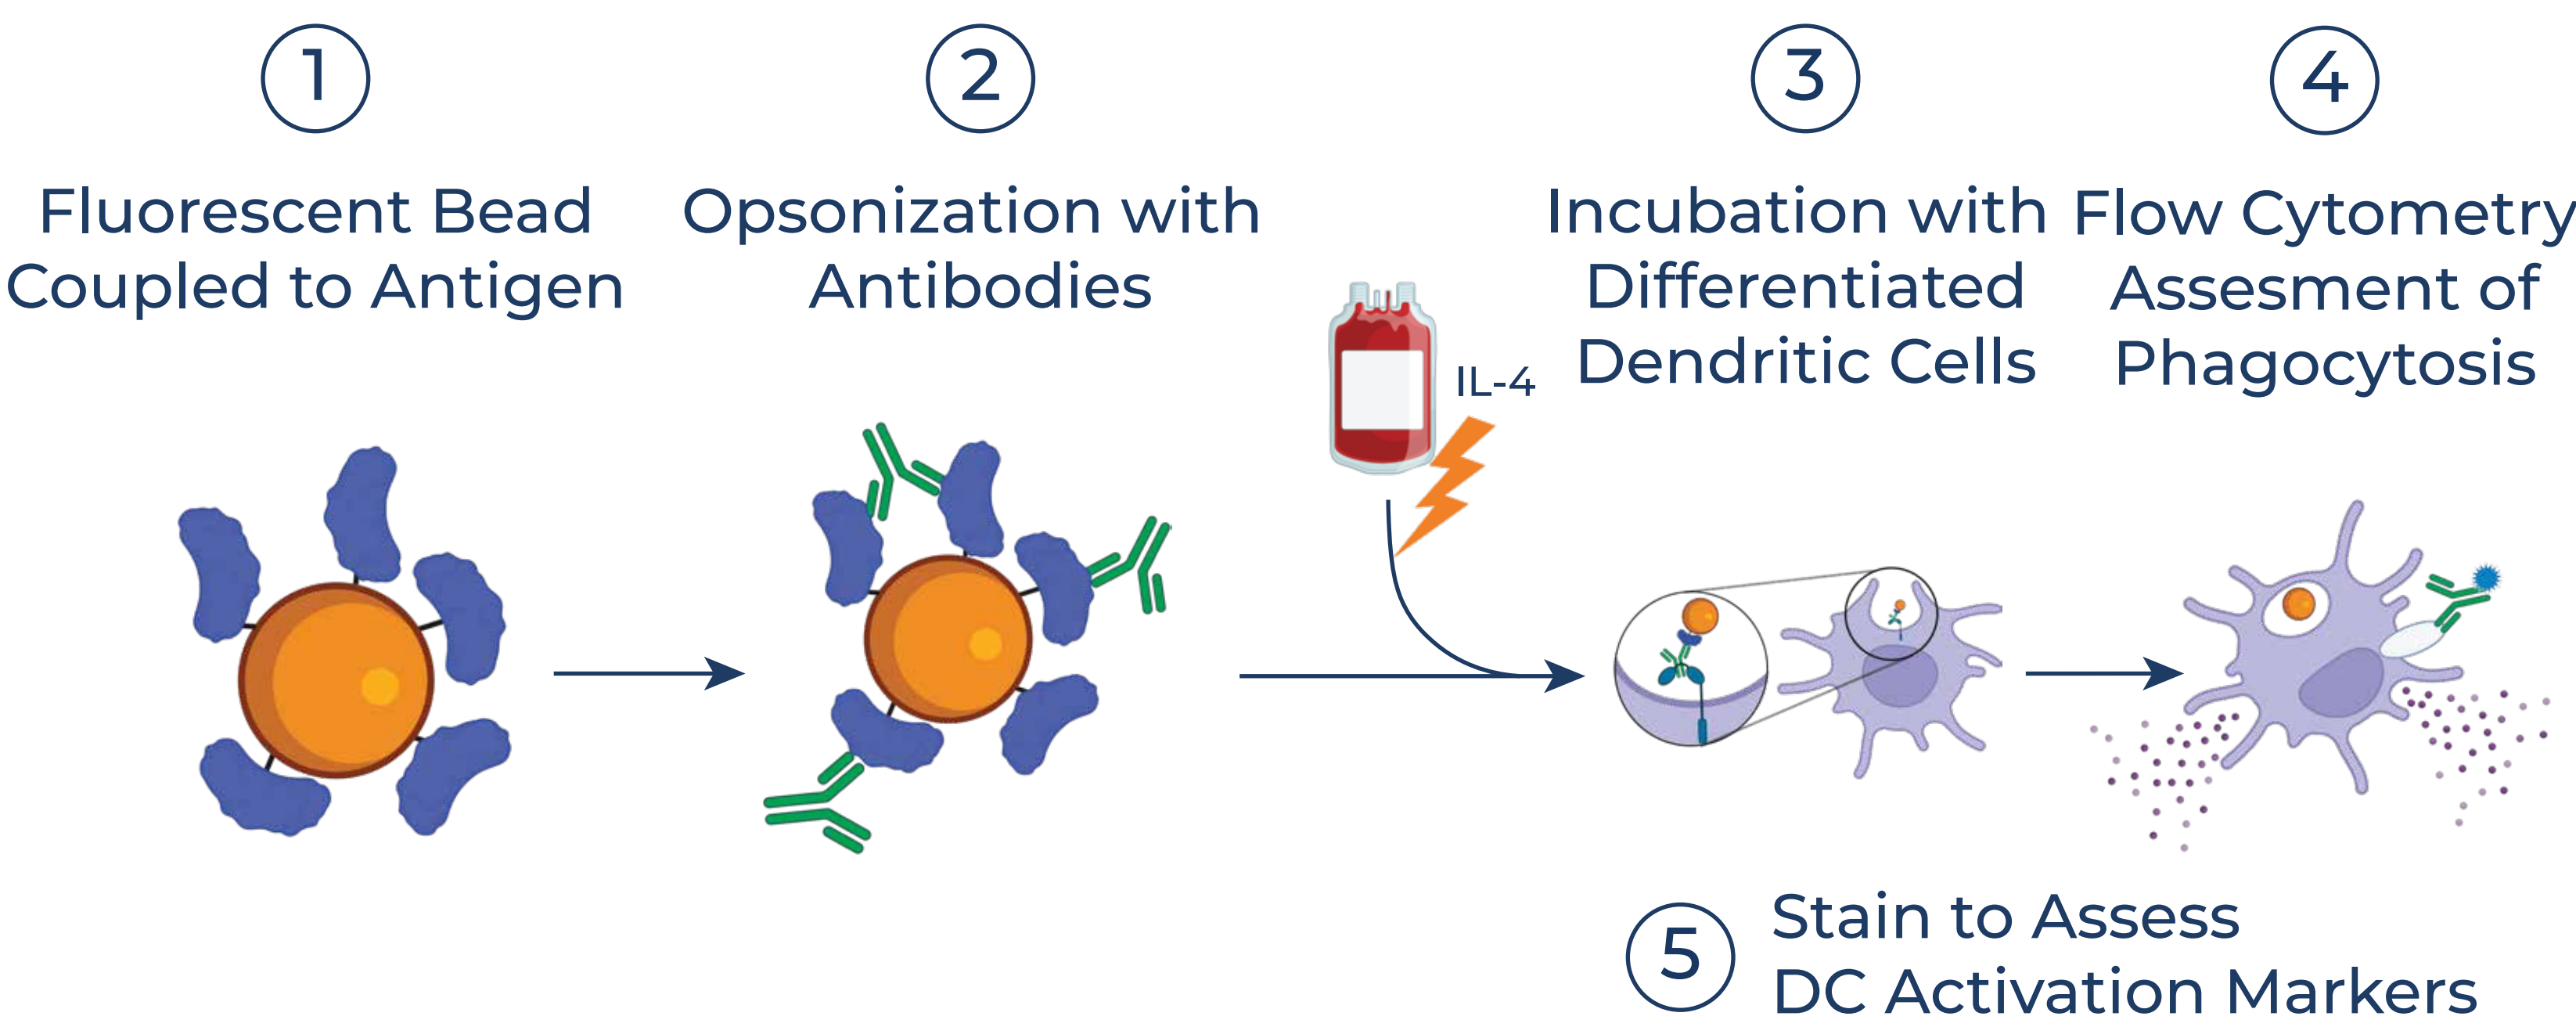 1
Fluorescent Bead
Coupled to Antigen
2
Opsonization with
Antibodies
IL-4
3
Incubation with
Differentiated
Dendritic Cells
4
Flow Cytometry
Assesment of
Phagocytosis
5
Stain to Assess
DC Activation Markers